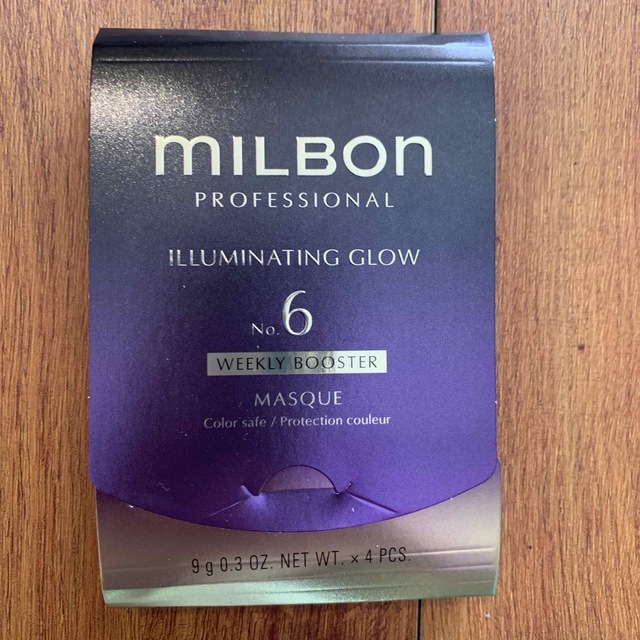 MILBON
PROFESSIONAL
ILLUMINATING GLOW
No. 6
WEEKLY BOOSTER
MASQUE
Color safe / Protection couleur
9 g 0.3 OZ. NET WT. × 4 PCS.